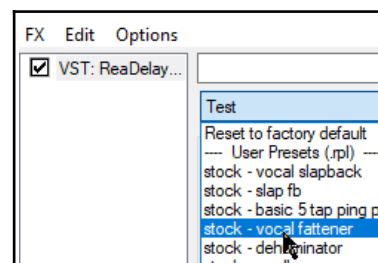 FX Edit Options
VST: ReaDelay...
Test
Reset to factory default
---- User Presets (.rpl) ----
stock - vocal slapback
stock - slap fb
stock - basic 5 tap ping p
stock - vocal fattener
stock - dehuminator